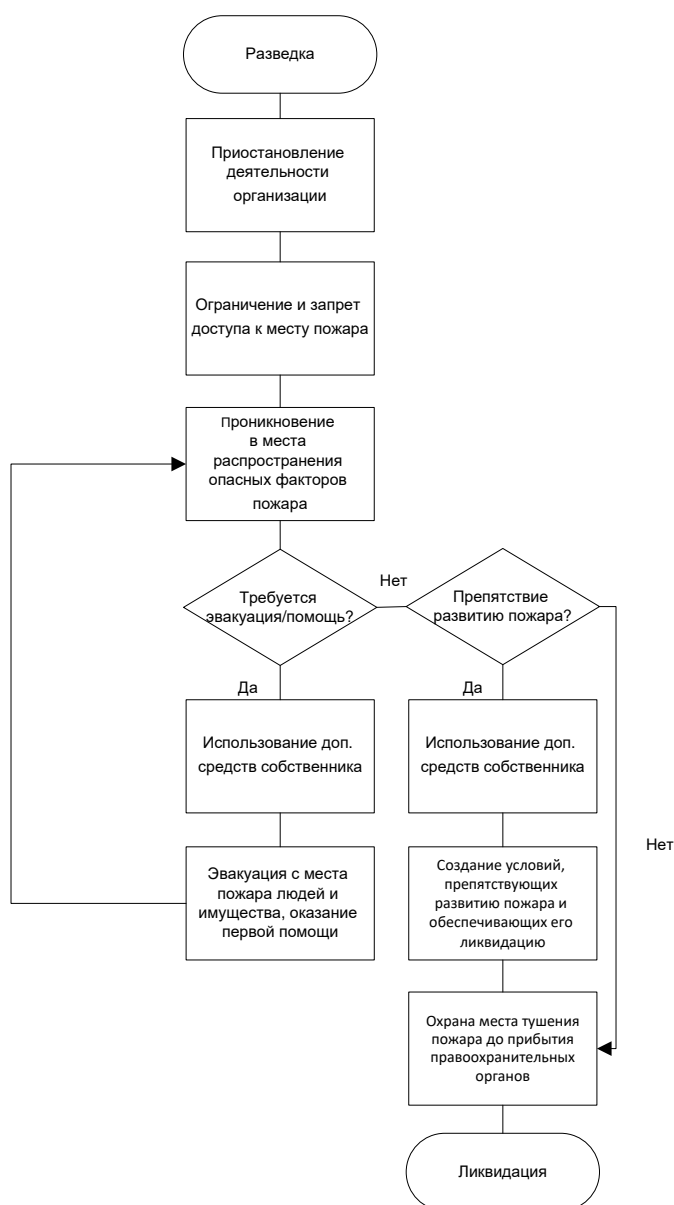 Разведка
Приостановление
деятельности
организации
Ограничение и запрет
доступа к месту пожара
Проникновение
в места
распространения
опасных факторов
пожара
Требуется
эвакуация/помощь?
Нет
Препятствие
развитию пожара?
Да
Да
Использование доп.
средств собственника
Использование доп.
средств собственника
Нет
Эвакуация с места
пожара людей и
имущества, оказание
первой помощи
Создание условий,
препятствующих
развитию пожара и
обеспечивающих его
ликвидацию
Охрана места тушения
пожара до прибытия
правоохранительных
органов
Ликвидация